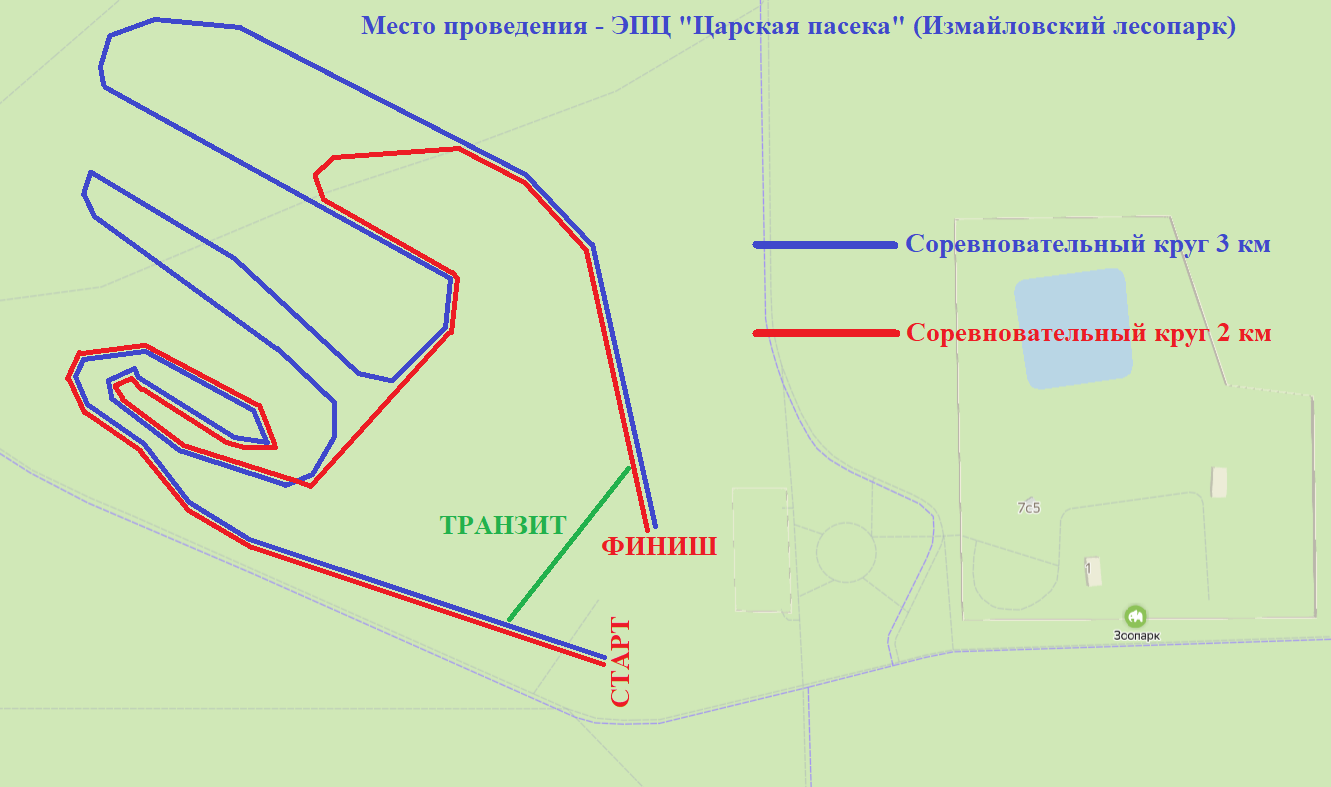 Место проведения - ЭПЦ "Царская пасека" (Измайловский лесопарк)
Соревновательный круг 3 км
Соревновательный круг 2 км
7с5
ТРАНЗИТ
ФИНИШ
1
Зоопарк
СТАРТ